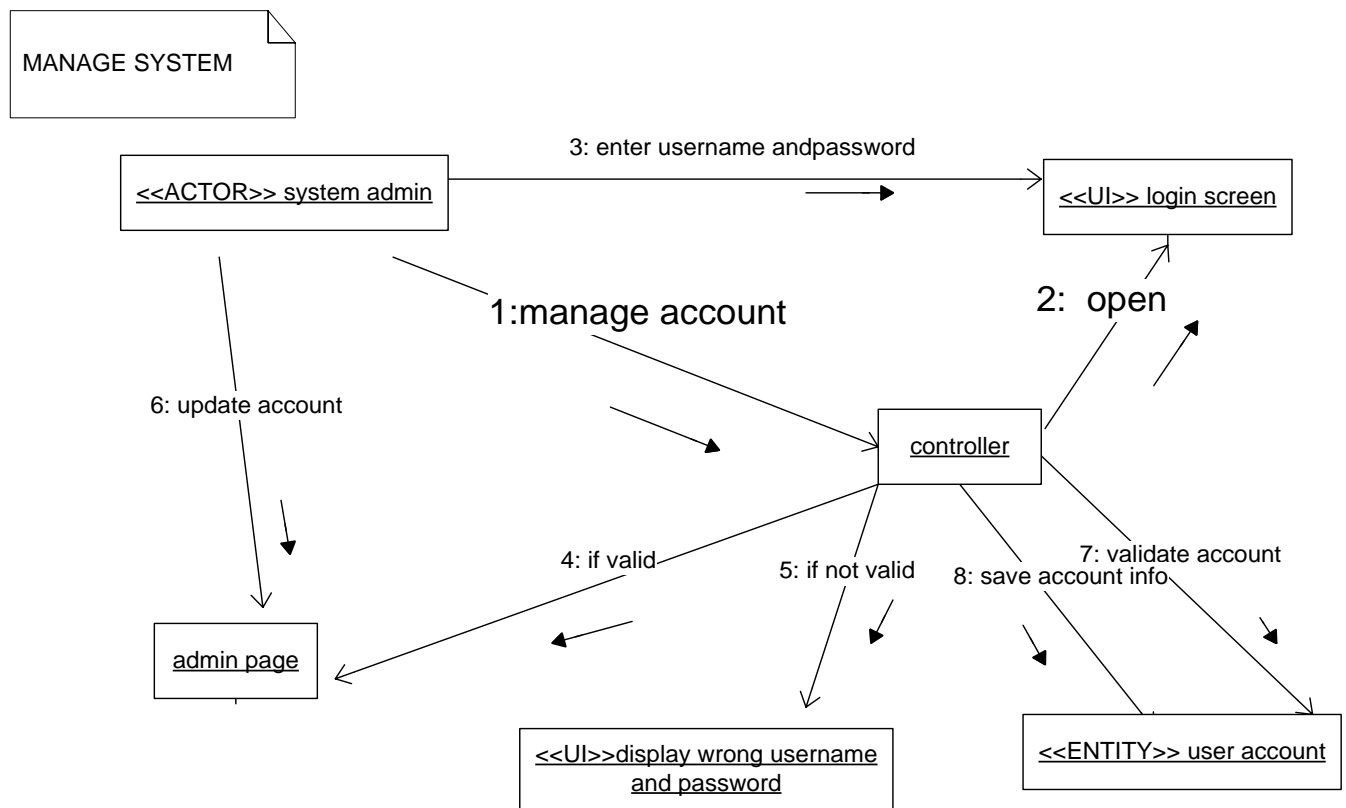 MANAGE SYSTEM
3: enter username andpassword
<<ACTOR>> system admin
<<UI>> login screen
1:manage account
2: open
6: update account
controller
4: if valid
5: if not valid
7: validate account
8: save account info
admin page
<<UI>>display wrong username
and password
<<ENTITY>> user account